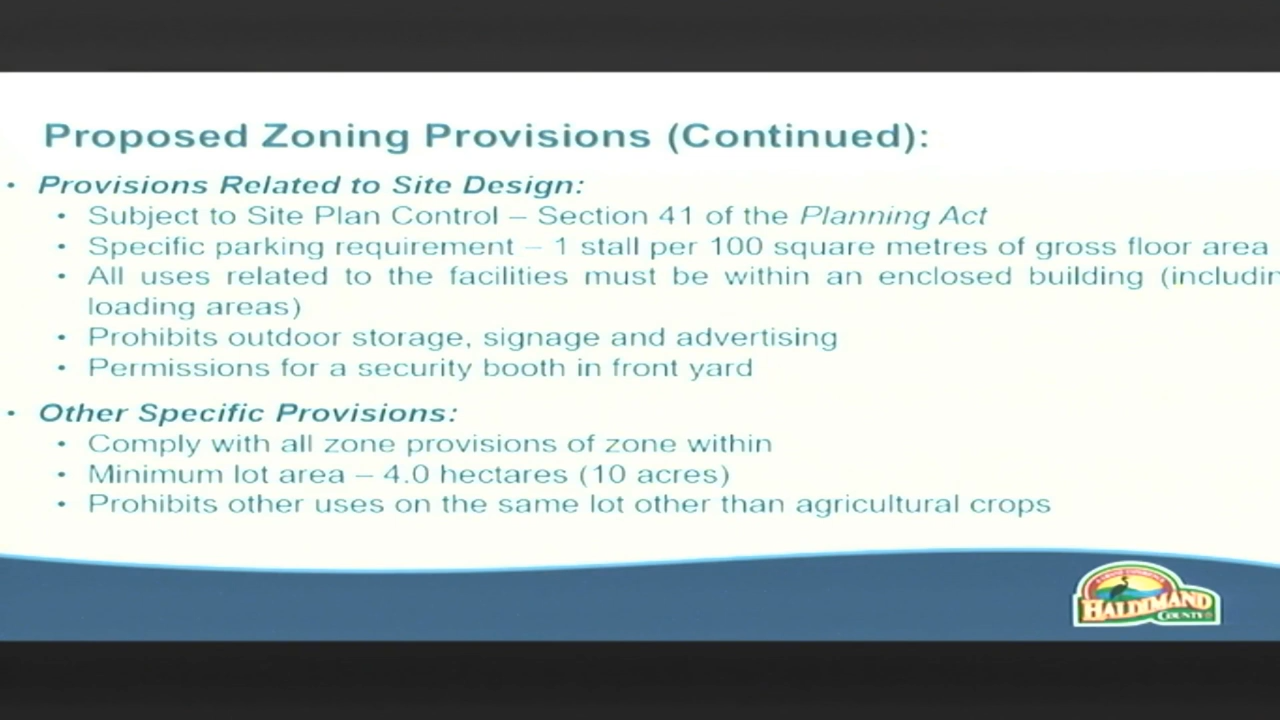 Proposed Zoning Provisions (Continued):
• Provisions Related to Site Design:
• Subject to Site Plan Control – Section 41 of the Planning Act
• Specific parking requirement – 1 stall per 100 square metres of gross floor area
• All uses related to the facilities must be within an enclosed building (includin
loading areas)
• Prohibits outdoor storage, signage and advertising
• Permissions for a security booth in front yard
• Other Specific Provisions:
• Comply with all zone provisions of zone within
• Minimum lot area – 4.0 hectares (10 acres)
• Prohibits other uses on the same lot other than agricultural crops
HALDIMAND
COUNTY